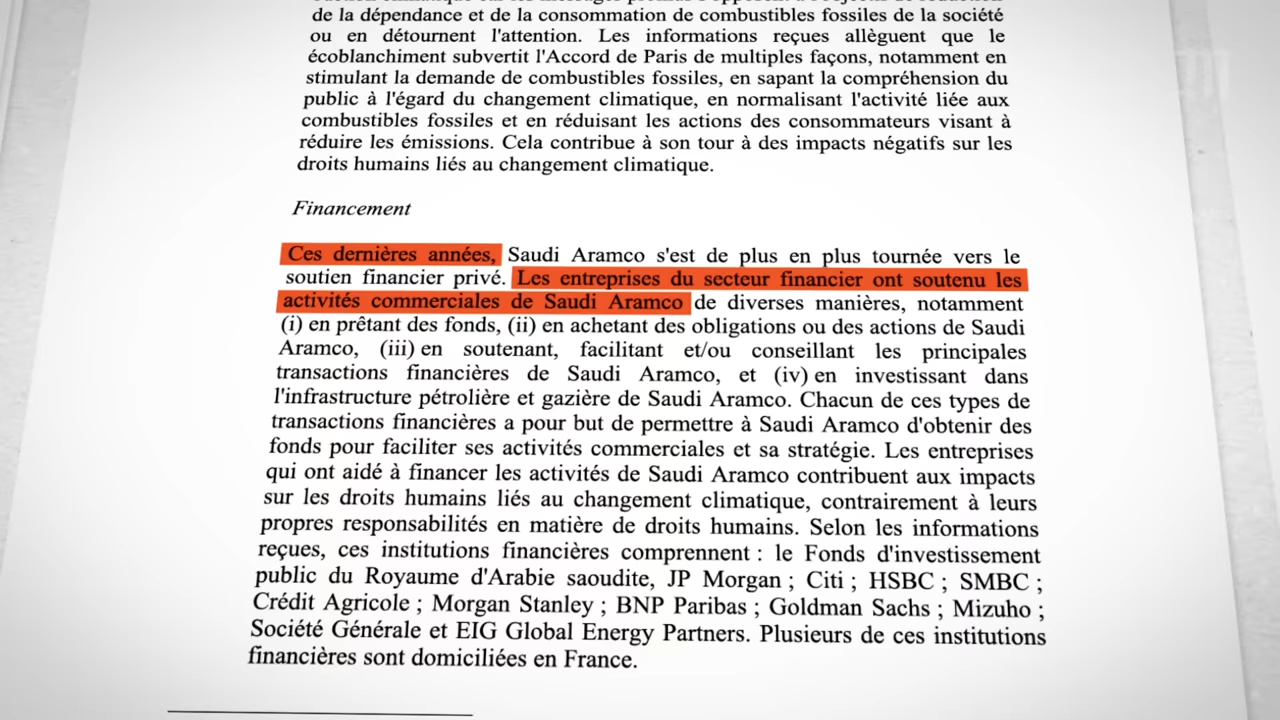 de la dépendance et de la consommation de combustibles fossiles de la société
ou en détournent l'attention. Les informations reçues allèguent que le
écoblanchiment subvertit l'Accord de Paris de multiples façons, notamment en
stimulant la demande de combustibles fossiles, en sapant la compréhension du
public à l'égard du changement climatique, en normalisant l'activité liée aux
combustibles fossiles et en réduisant les actions des consommateurs visant à
réduire les émissions. Cela contribue à son tour à des impacts négatifs sur les
droits humains liés au changement climatique.
Financement
Ces dernières années, Saudi Aramco s'est de plus en plus tournée vers le
soutien financier privé. Les entreprises du secteur financier ont soutenu les
activités commerciales de Saudi Aramco de diverses manières, notamment
(i) en prêtant des fonds, (ii) en achetant des obligations ou des actions de Saudi
Aramco, (iii) en soutenant, facilitant et/ou conseillant les principales
transactions financières de Saudi Aramco, et (iv) en investissant dans
l'infrastructure pétrolière et gazière de Saudi Aramco. Chacun de ces types de
transactions financières a pour but de permettre à Saudi Aramco d'obtenir des
fonds pour faciliter ses activités commerciales et sa stratégie. Les entreprises
qui ont aidé à financer les activités de Saudi Aramco contribuent aux impacts
sur les droits humains liés au changement climatique, contrairement à leurs
propres responsabilités en matière de droits humains. Selon les informations
reçues, ces institutions financières comprennent : le Fonds d'investissement
public du Royaume d'Arabie saoudite, JP Morgan ; Citi ; HSBC ; SMBC ;
Crédit Agricole ; Morgan Stanley ; BNP Paribas ; Goldman Sachs ; Mizuho ;
Société Générale et EIG Global Energy Partners. Plusieurs de ces institutions
financières sont domiciliées en France.